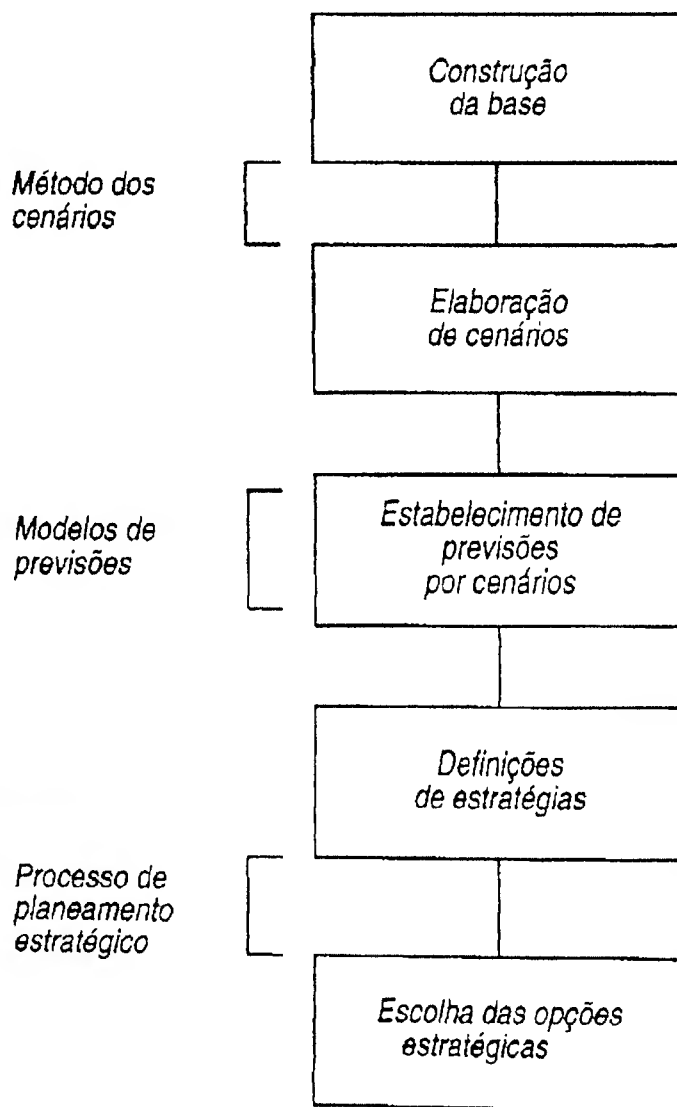 Construção
da base
Método dos
cenários
Elaboração
de cenários
Modelos de
previsões
Estabelecimento de
previsões
por cenários
Definições
de estratégias
Processo de
planeamento
estratégico
Escolha das opções
estratégicas